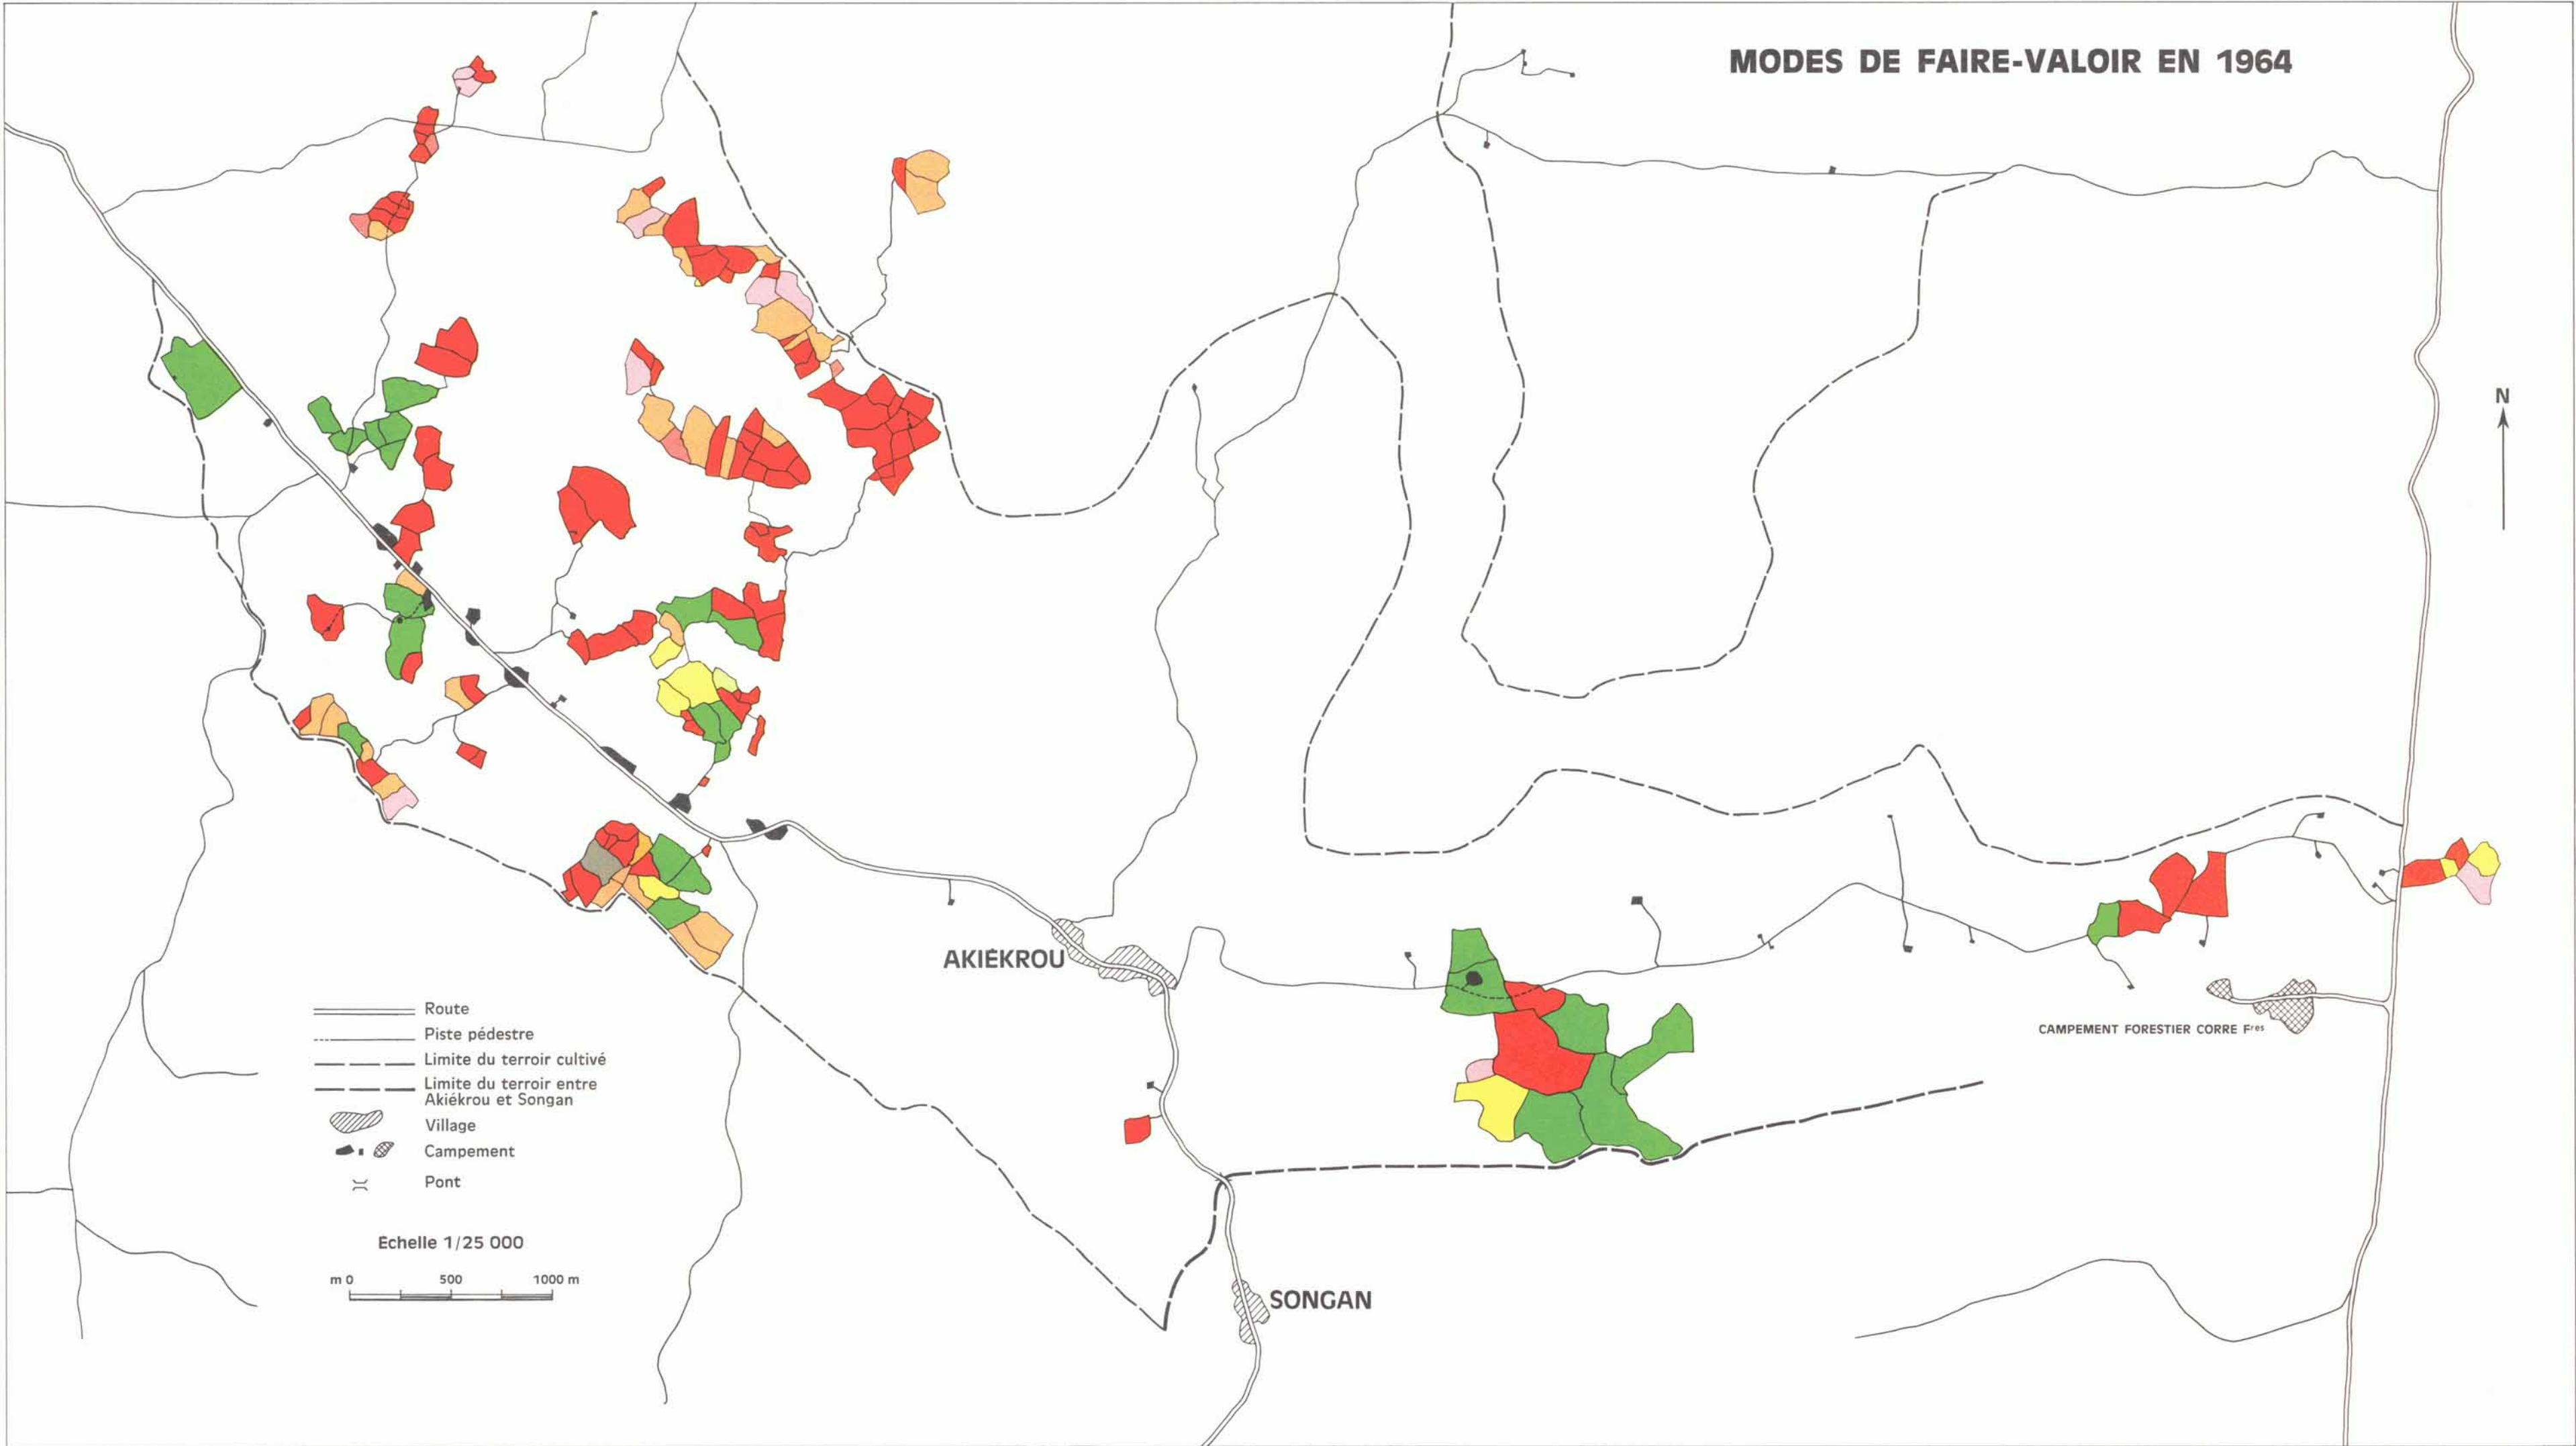 MODES DE FAIRE-VALOIR EN 1964
N
AKIÉKROU
CAMPEMENT FORESTIER CORRE Fres
Route
Piste pédestre
Limite du terroir cultivé
Limite du terroir entre
Akiékrou et Songan
Village
Campement
Pont
Echelle 1/25 000
m 0 500 1000 m
SONGAN